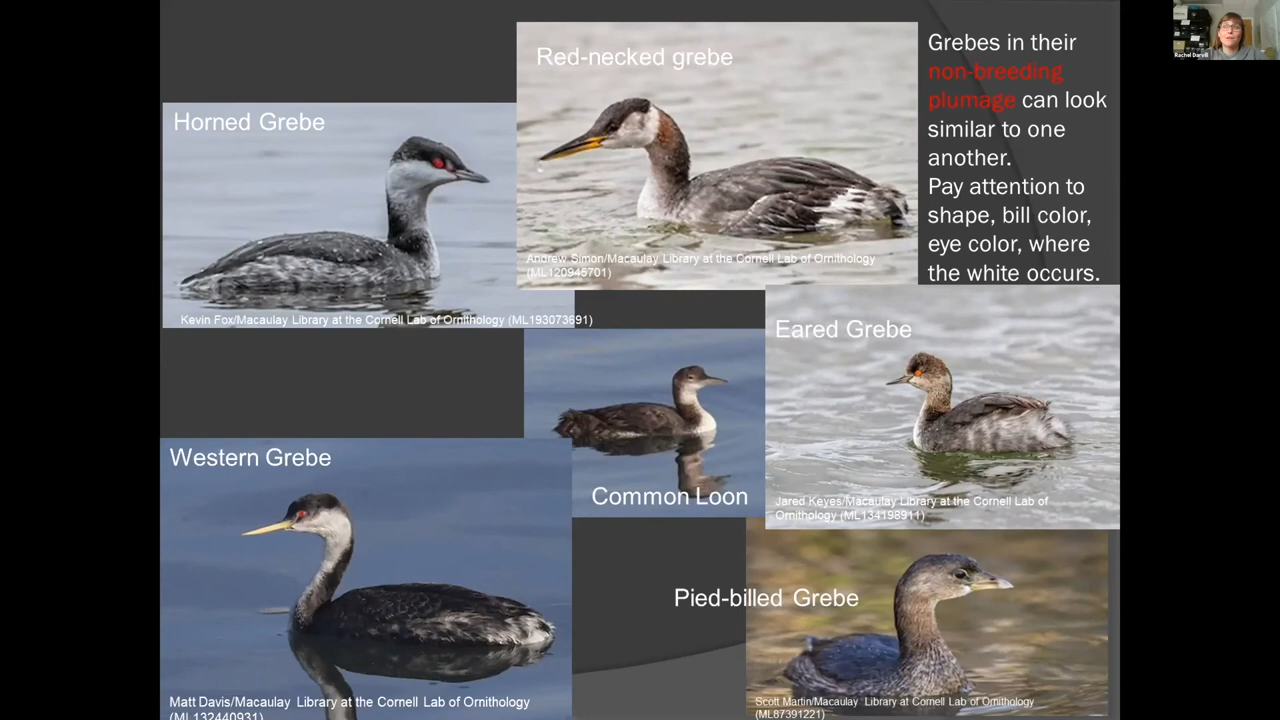 Red-necked grebe
Grebes in their
non-breeding
plumage can look
similar to one
another.
Pay attention to
shape, bill color,
eye color, where
the white occurs.
Horned Grebe
Andrew Simon/Macaulay Library at the Cornell Lab of Ornithology
(ML120945701)
Kevin Fox/Macaulay Library at the Cornell Lab of Ornithology (ML193073691)
Eared Grebe
Jared Keyes/Macaulay Library at the Cornell Lab of
Ornithology (ML134198911)
Common Loon
Western Grebe
Matt Davis/Macaulay Library at the Cornell Lab of Ornithology
(ML132440931)
Pied-billed Grebe
Scott Martin/Macaulay Library at the Cornell Lab of Ornithology
(ML87391221)
Rachel Darvill